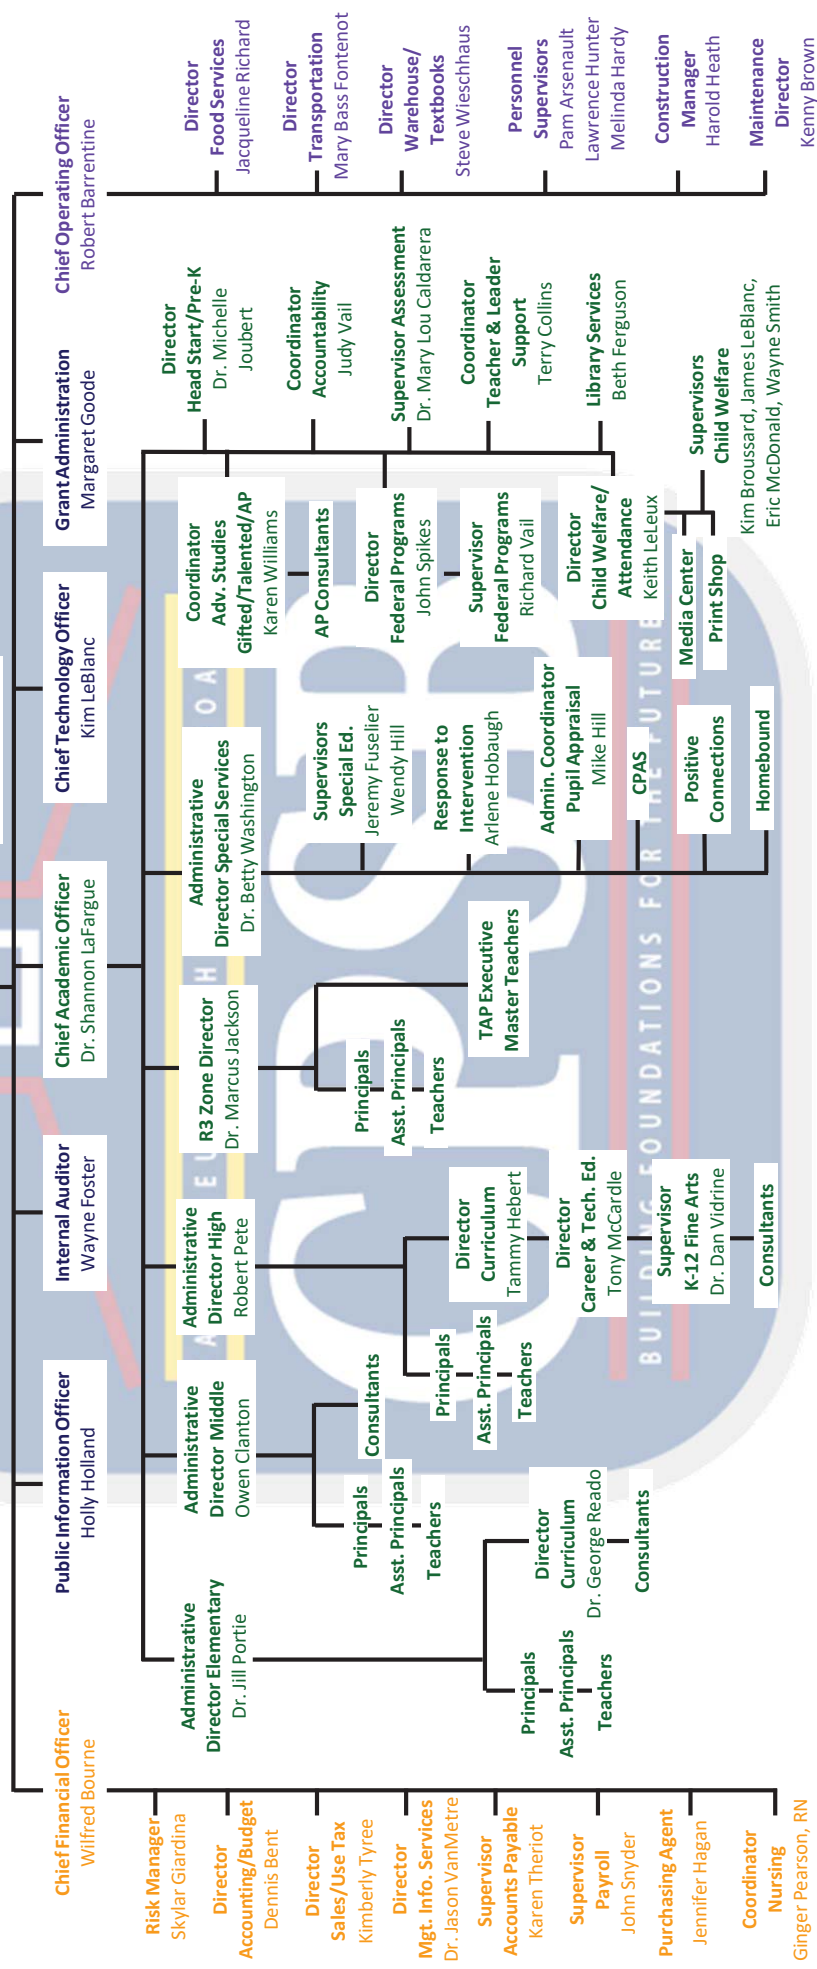 Chief Financial Officer
Wilfred Bourne
Public Information Officer
Holly Holland
Internal Auditor
Wayne Foster
Chief Academic Officer
Dr. Shannon LaFargue
Chief Technology Officer
Kim LeBlanc
Grant Administration
Margaret Goode
Chief Operating Officer
Robert Barrentine
Risk Manager
Skylar Giardina
Director
Accounting/Budget
Dennis Bent
Director
Sales/Use Tax
Kimberly Tyree
Director
Mgt. Info. Services
Dr. Jason VanMetre
Supervisor
Accounts Payable
Karen Theriot
Supervisor
Payroll
John Snyder
Purchasing Agent
Jennifer Hagan
Coordinator
Nursing
Ginger Pearson, RN
Administrative
Director Elementary
Dr. Jill Portie
Principals
Asst. Principals
Teachers
Director
Curriculum
Dr. George Reado
Consultants
Administrative
Director Middle
Owen Clanton
Principals
Asst. Principals
Teachers
Consultants
Administrative
Director High
Robert Pete
Principals
Asst. Principals
Teachers
Director
Curriculum
Tammy Hebert
Director
Career & Tech. Ed.
Tony McCardle
Supervisor
K-12 Fine Arts
Dr. Dan Vidrine
Consultants
R3 Zone Director
Dr. Marcus Jackson
Principals
Asst. Principals
Teachers
TAP Executive
Master Teachers
Administrative
Director Special Services
Dr. Betty Washington
Supervisors
Special Ed.
Jeremy Fuselier
Wendy Hill
Response to
Intervention
Arlene Hobaugh
Admin. Coordinator
Pupil Appraisal
Mike Hill
CPAS
Positive
Connections
Homebound
Coordinator
Adv. Studies
Gifted/Talented/AP
Karen Williams
AP Consultants
Director
Federal Programs
John Spikes
Supervisor
Federal Programs
Richard Vail
Director
Child Welfare/
Attendance
Keith LeLeux
Media Center
Print Shop
Supervisors
Child Welfare
Kim Broussard, James LeBlanc,
Eric McDonald, Wayne Smith
Director
Head Start/Pre-K
Dr. Michelle
Joubert
Coordinator
Accountability
Judy Vail
Supervisor Assessment
Dr. Mary Lou Caldarera
Coordinator
Teacher & Leader
Support
Terry Collins
Library Services
Beth Ferguson
Director
Food Services
Jacqueline Richard
Director
Transportation
Mary Bass Fontenot
Director
Warehouse/
Textbooks
Steve Wieschhaus
Personnel
Supervisors
Pam Arsenault
Lawrence Hunter
Melinda Hardy
Construction
Manager
Harold Heath
Maintenance
Director
Kenny Brown
CPSB
BUILDING FOUNDATIONS FOR THE FUTURE